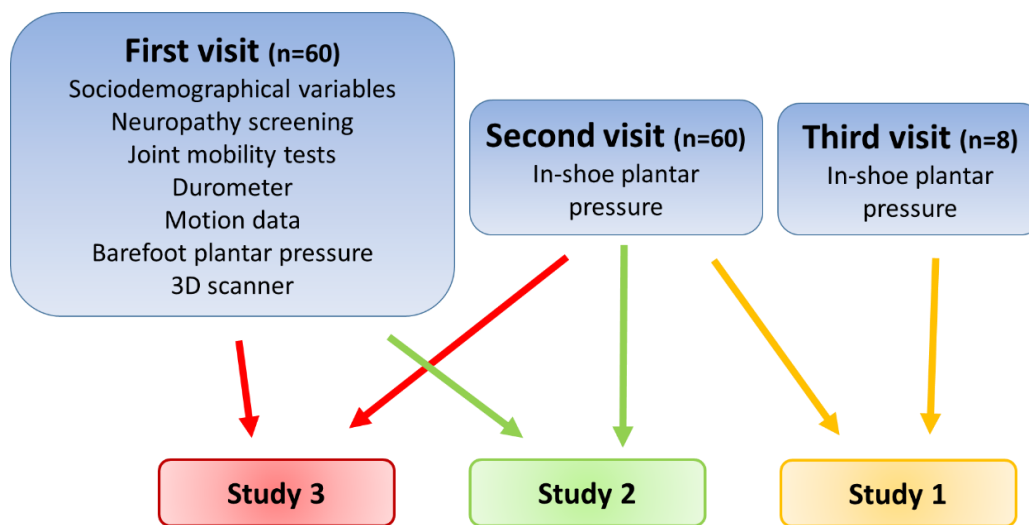 First visit (n=60)
Sociodemographical variables
Neuropathy screening
Joint mobility tests
Durometer
Motion data
Barefoot plantar pressure
3D scanner
Second visit (n=60)
In-shoe plantar
pressure
Third visit (n=8)
In-shoe plantar
pressure
Study 3
Study 2
Study 1